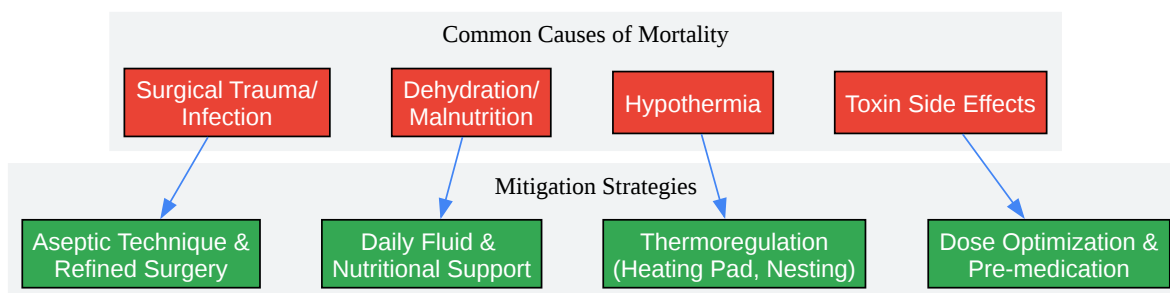 Common Causes of Mortality
Surgical Trauma/
Infection
Dehydration/
Malnutrition
Hypothermia
Toxin Side Effects
Mitigation Strategies
Aseptic Technique &
Refined Surgery
Daily Fluid &
Nutritional Support
Thermoregulation
(Heating Pad, Nesting)
Dose Optimization &
Pre-medication